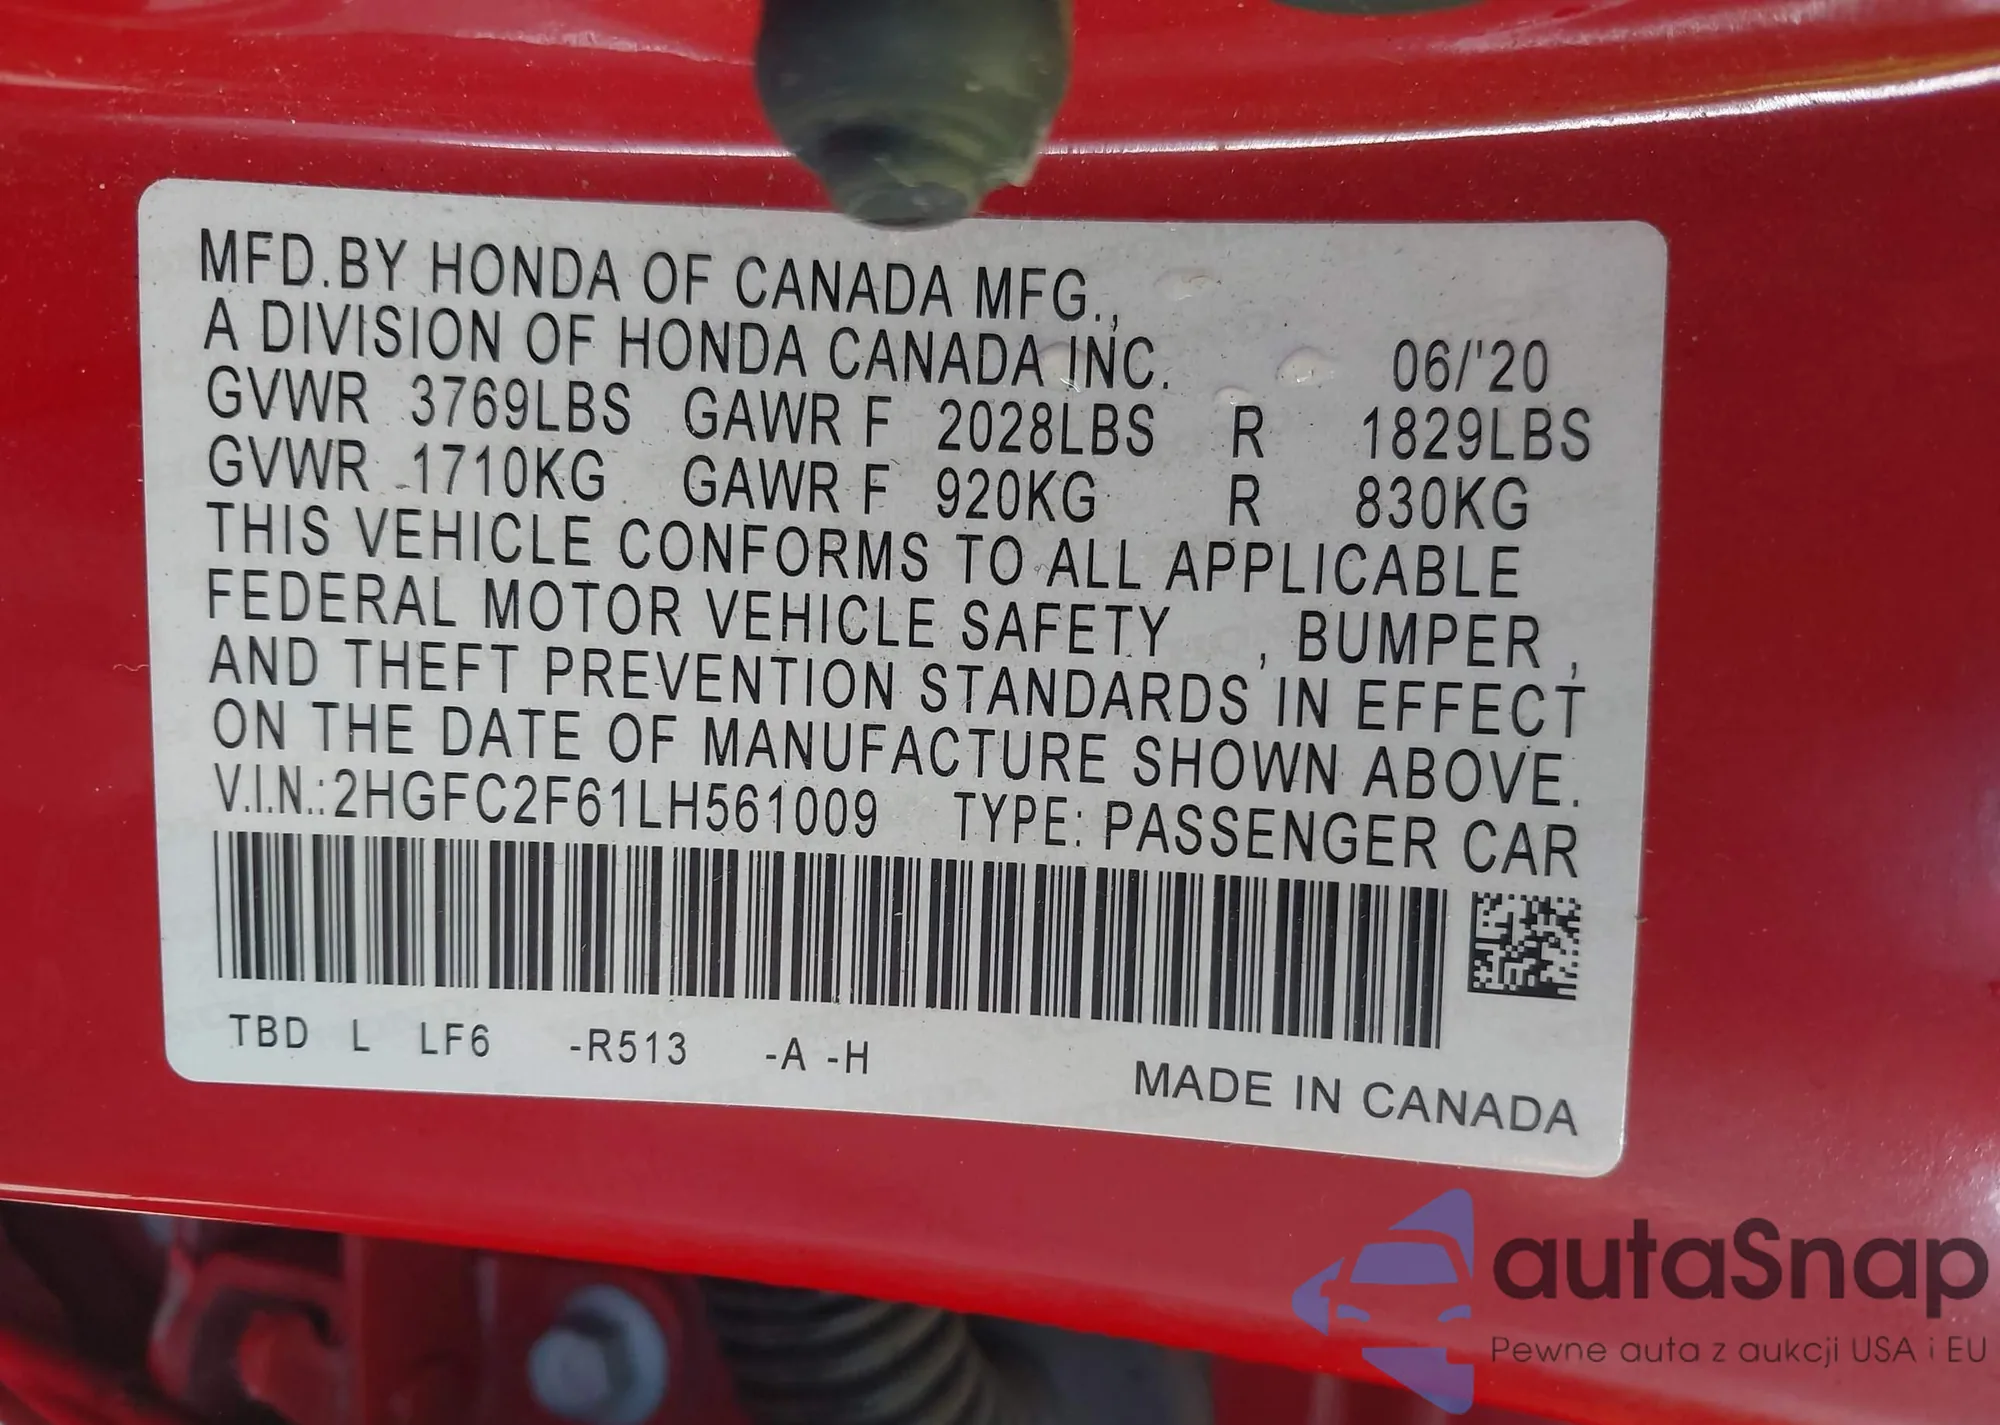 MFD.BY HONDA OF CANADA MFG.,
A DIVISION OF HONDA CANADA INC. 06/'20
GVWR 3769LBS GAWR F 2028LBS R 1829LBS
GVWR 1710KG GAWR F 920KG R 830KG
THIS VEHICLE CONFORMS TO ALL APPLICABLE
FEDERAL MOTOR VEHICLE SAFETY , BUMPER ,
AND THEFT PREVENTION STANDARDS IN EFFECT
ON THE DATE OF MANUFACTURE SHOWN ABOVE.
V.I.N.:2HGFC2F61LH561009 TYPE: PASSENGER CAR
TBD L LF6 -R513 -A -H
MADE IN CANADA
autaSnap
Pewne auta z aukcji USA i EU